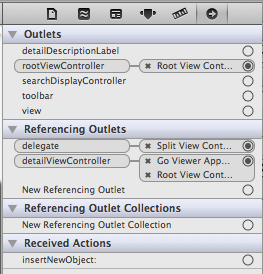 Outlets
detailDescriptionLabel
rootViewController Root View Cont...
searchDisplayController
toolbar
view
Referencing Outlets
delegate Split View Cont...
detailViewController Go Viewer App...
Root View Cont...
New Referencing Outlet
Referencing Outlet Collections
New Referencing Outlet Collection
Received Actions
insertNewObject: